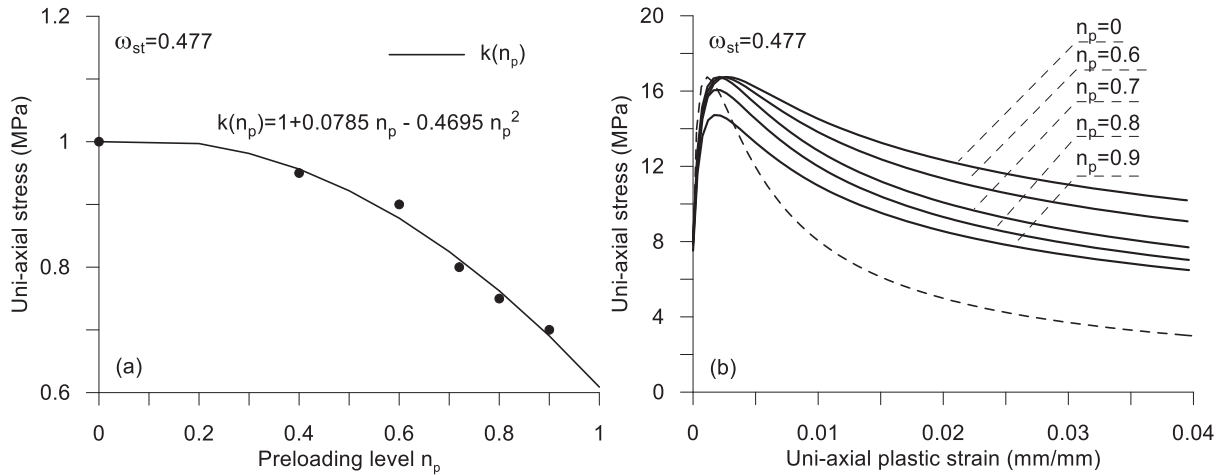 1.2
1
0.8
0.6
Uni-axial stress (MPa)
ω_st=0.477
k(n_p)
k(n_p)=1+0.0785 n_p - 0.4695 n_p²
(a)
0 0.2 0.4 0.6 0.8 1
Preloading level n_p
20
16
12
8
4
0
Uni-axial stress (MPa)
ω_st=0.477
n_p=0
n_p=0.6
n_p=0.7
n_p=0.8
n_p=0.9
(b)
0 0.01 0.02 0.03 0.04
Uni-axial plastic strain (mm/mm)